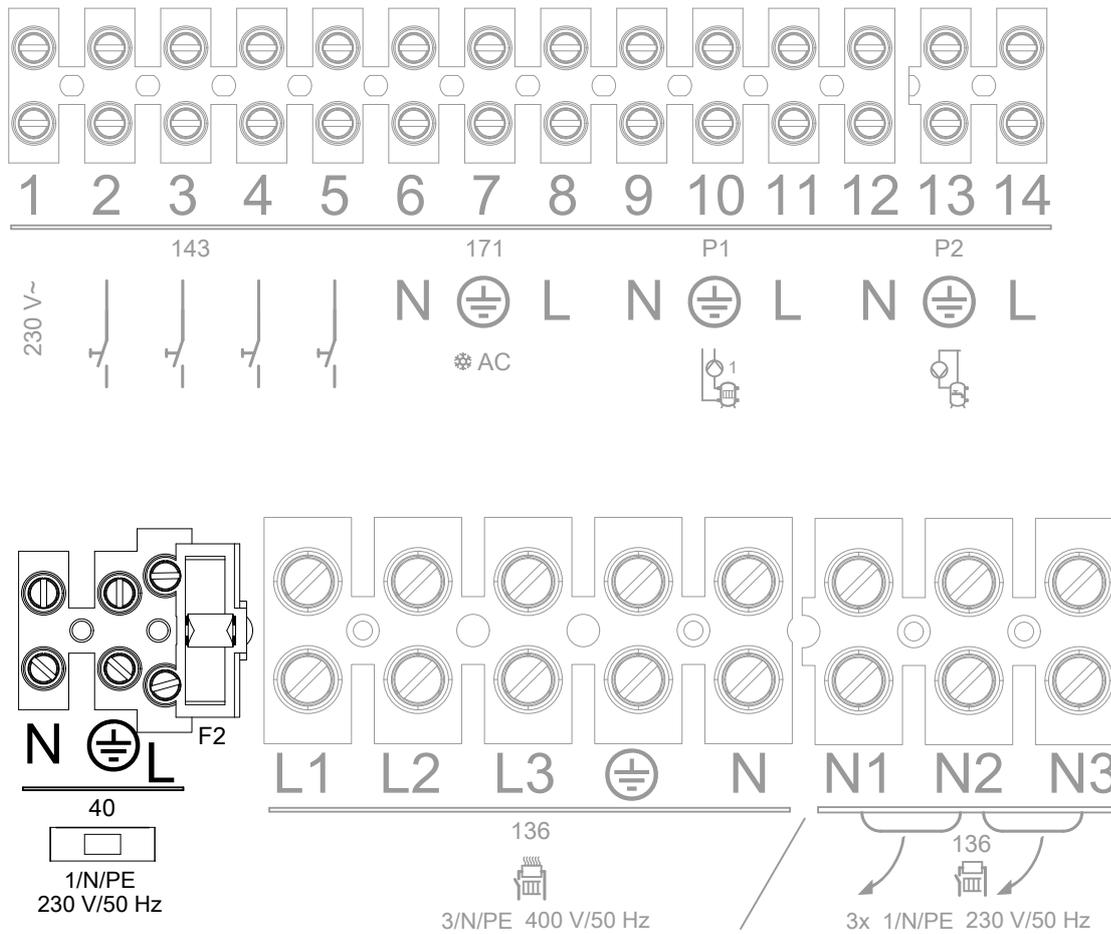 1 2 3 4 5 6 7 8 9 10 11 12 13 14
143 171 P1 P2
230 V~
N L N L N L
AC
1
F2
N L
40
1/N/PE
230 V/50 Hz
L1 L2 L3 N
136
3/N/PE 400 V/50 Hz
N1 N2 N3
136
3x 1/N/PE 230 V/50 Hz